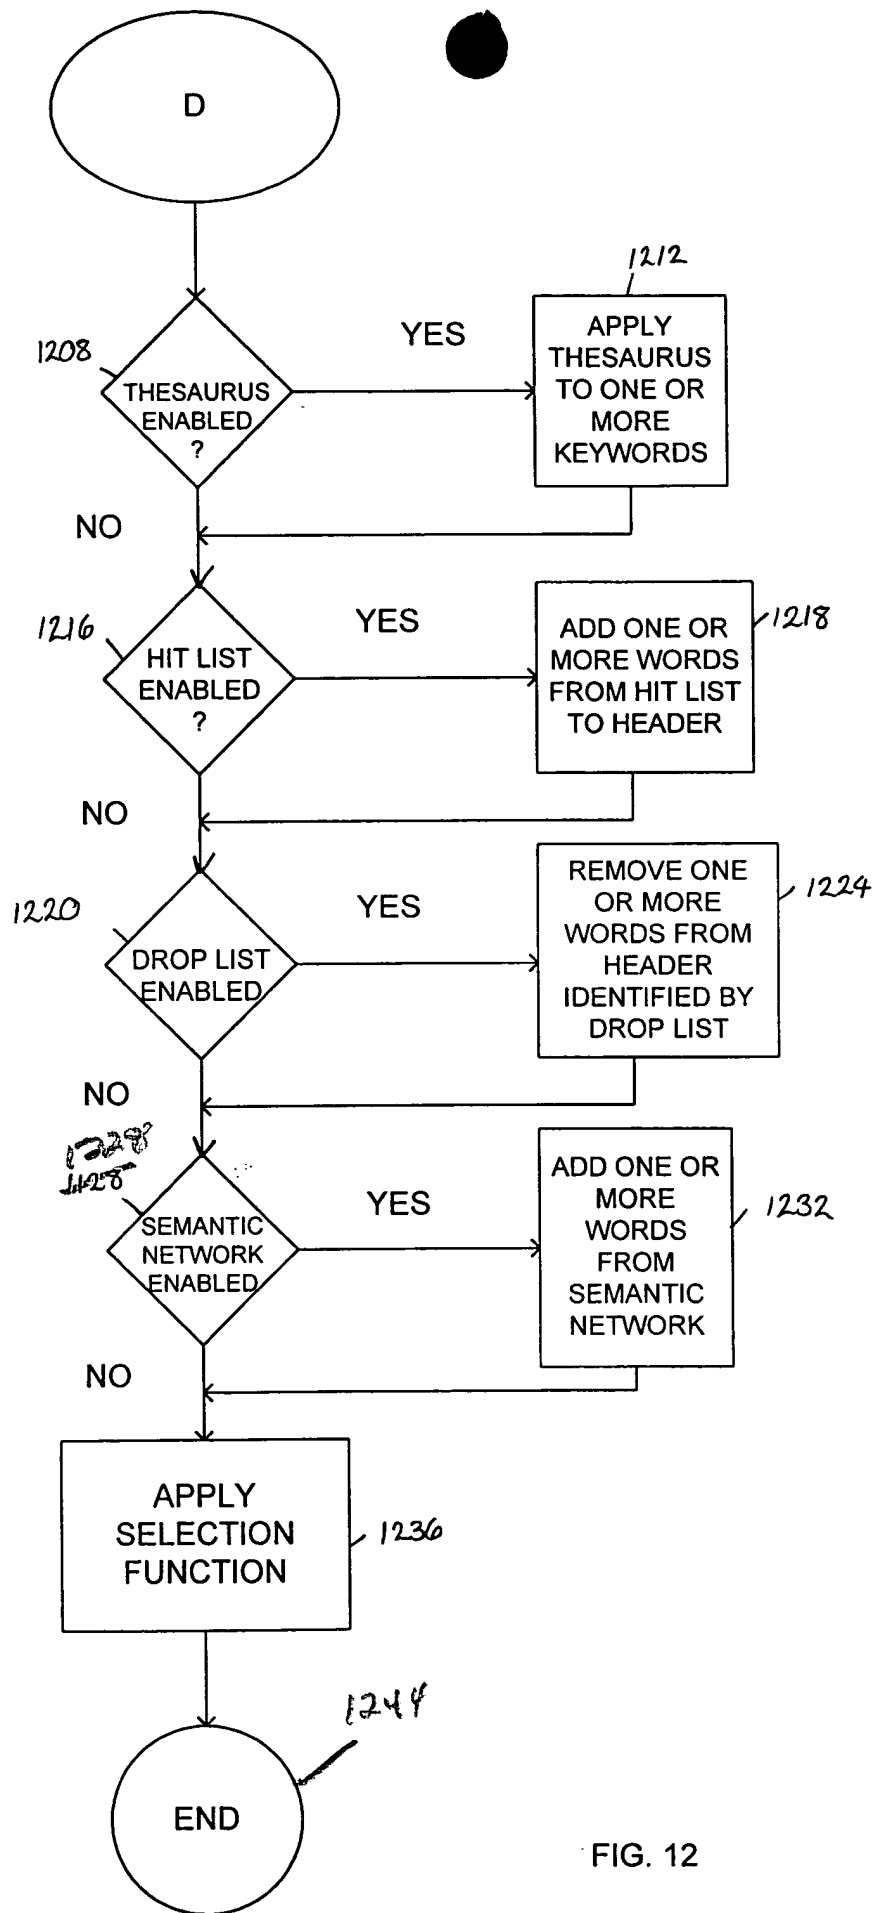 D
1212
YES
APPLY
THESAURUS
TO ONE OR
MORE
KEYWORDS
1208
THESAURUS
ENABLED
?
NO
1216
YES
HIT LIST
ENABLED
?
ADD ONE OR
MORE WORDS
FROM HIT LIST
TO HEADER
1218
NO
1220
YES
DROP LIST
ENABLED
REMOVE ONE
OR MORE
WORDS FROM
HEADER
IDENTIFIED BY
DROP LIST
1224
NO
1228
1428
YES
SEMANTIC
NETWORK
ENABLED
ADD ONE OR
MORE
WORDS
FROM
SEMANTIC
NETWORK
1232
NO
APPLY
SELECTION
FUNCTION
1236
1244
END
FIG. 12